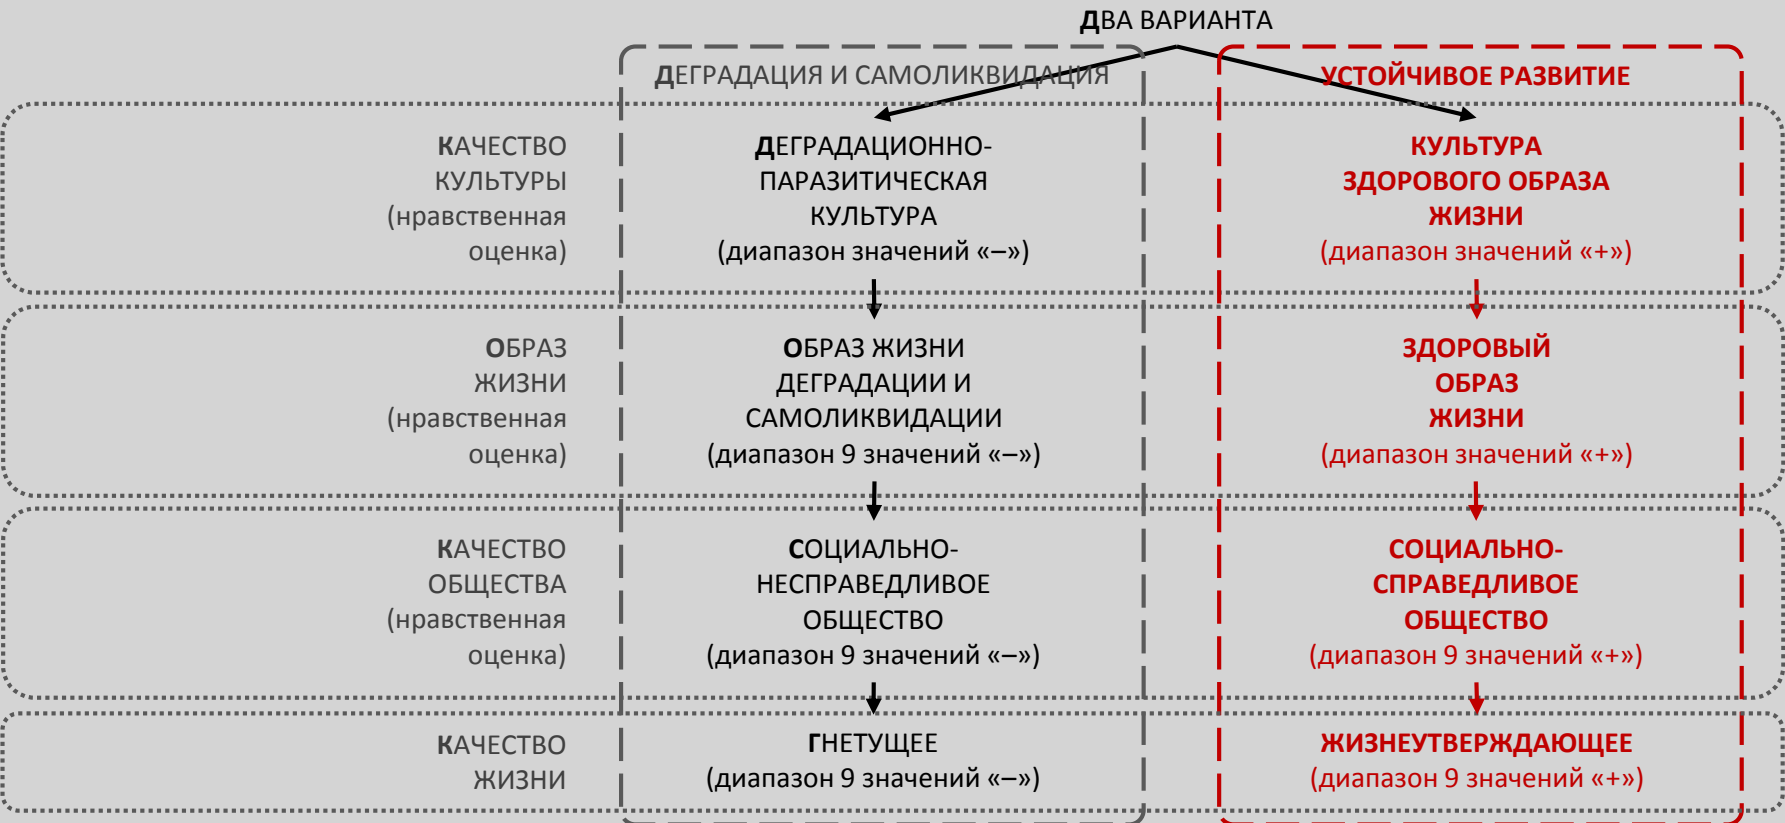 ДВА ВАРИАНТА
ДЕГРАДАЦИЯ И САМОЛИКВИДАЦИЯ
УСТОЙЧИВОЕ РАЗВИТИЕ
КАЧЕСТВО
КУЛЬТУРЫ
(нравственная
оценка)
ДЕГРАДАЦИОННО-
ПАРАЗИТИЧЕСКАЯ
КУЛЬТУРА
(диапазон значений «–»)
КУЛЬТУРА
ЗДОРОВОГО ОБРАЗА
ЖИЗНИ
(диапазон значений «+»)
ОБРАЗ
ЖИЗНИ
(нравственная
оценка)
ОБРАЗ ЖИЗНИ
ДЕГРАДАЦИИ И
САМОЛИКВИДАЦИИ
(диапазон 9 значений «–»)
ЗДОРОВЫЙ
ОБРАЗ
ЖИЗНИ
(диапазон значений «+»)
КАЧЕСТВО
ОБЩЕСТВА
(нравственная
оценка)
СОЦИАЛЬНО-
НЕСПРАВЕДЛИВОЕ
ОБЩЕСТВО
(диапазон 9 значений «–»)
СОЦИАЛЬНО-
СПРАВЕДЛИВОЕ
ОБЩЕСТВО
(диапазон 9 значений «+»)
КАЧЕСТВО
ЖИЗНИ
ГНЕТУЩЕЕ
(диапазон 9 значений «–»)
ЖИЗНЕУТВЕРЖДАЮЩЕЕ
(диапазон 9 значений «+»)